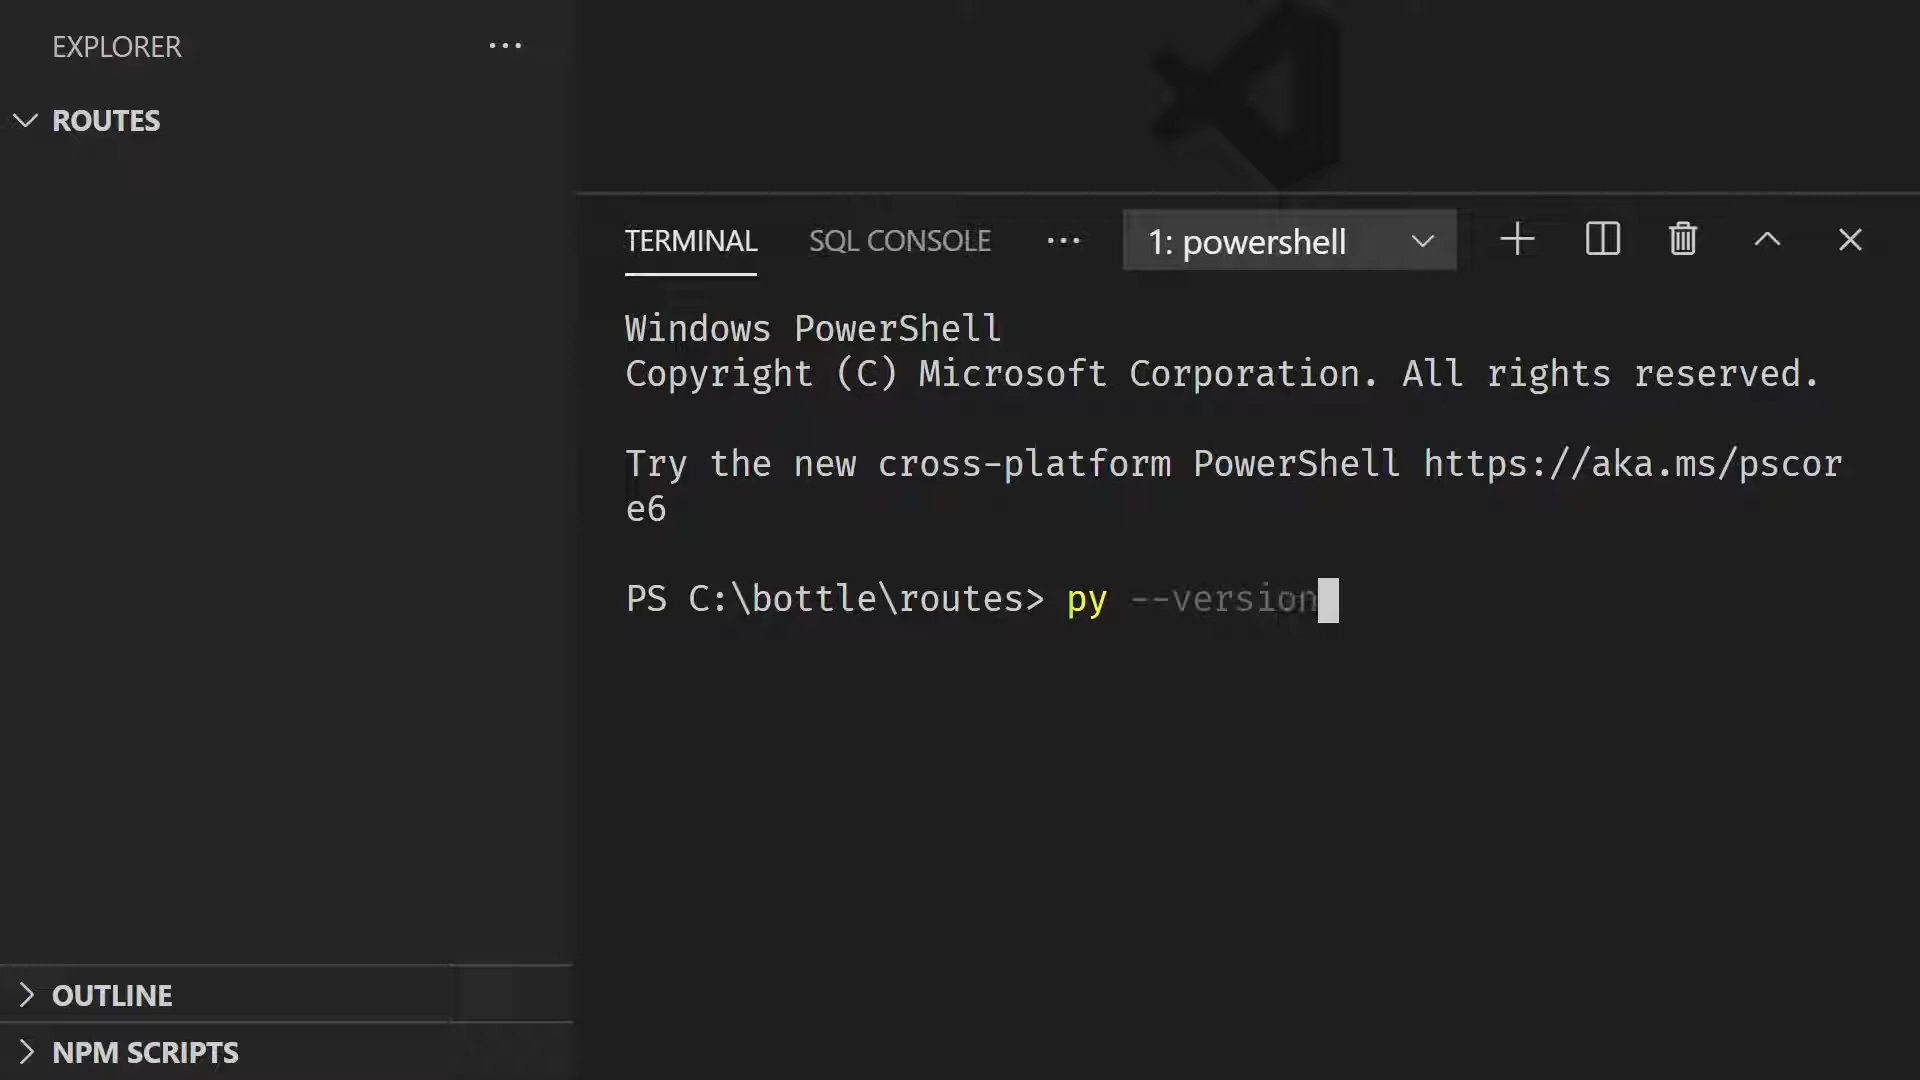 EXPLORER
ROUTES
TERMINAL
SQL CONSOLE
1: powershell
Windows PowerShell
Copyright (C) Microsoft Corporation. All rights reserved.
Try the new cross-platform PowerShell https://aka.ms/pscor
e6
PS C:\bottle\routes> py --version
OUTLINE
NPM SCRIPTS